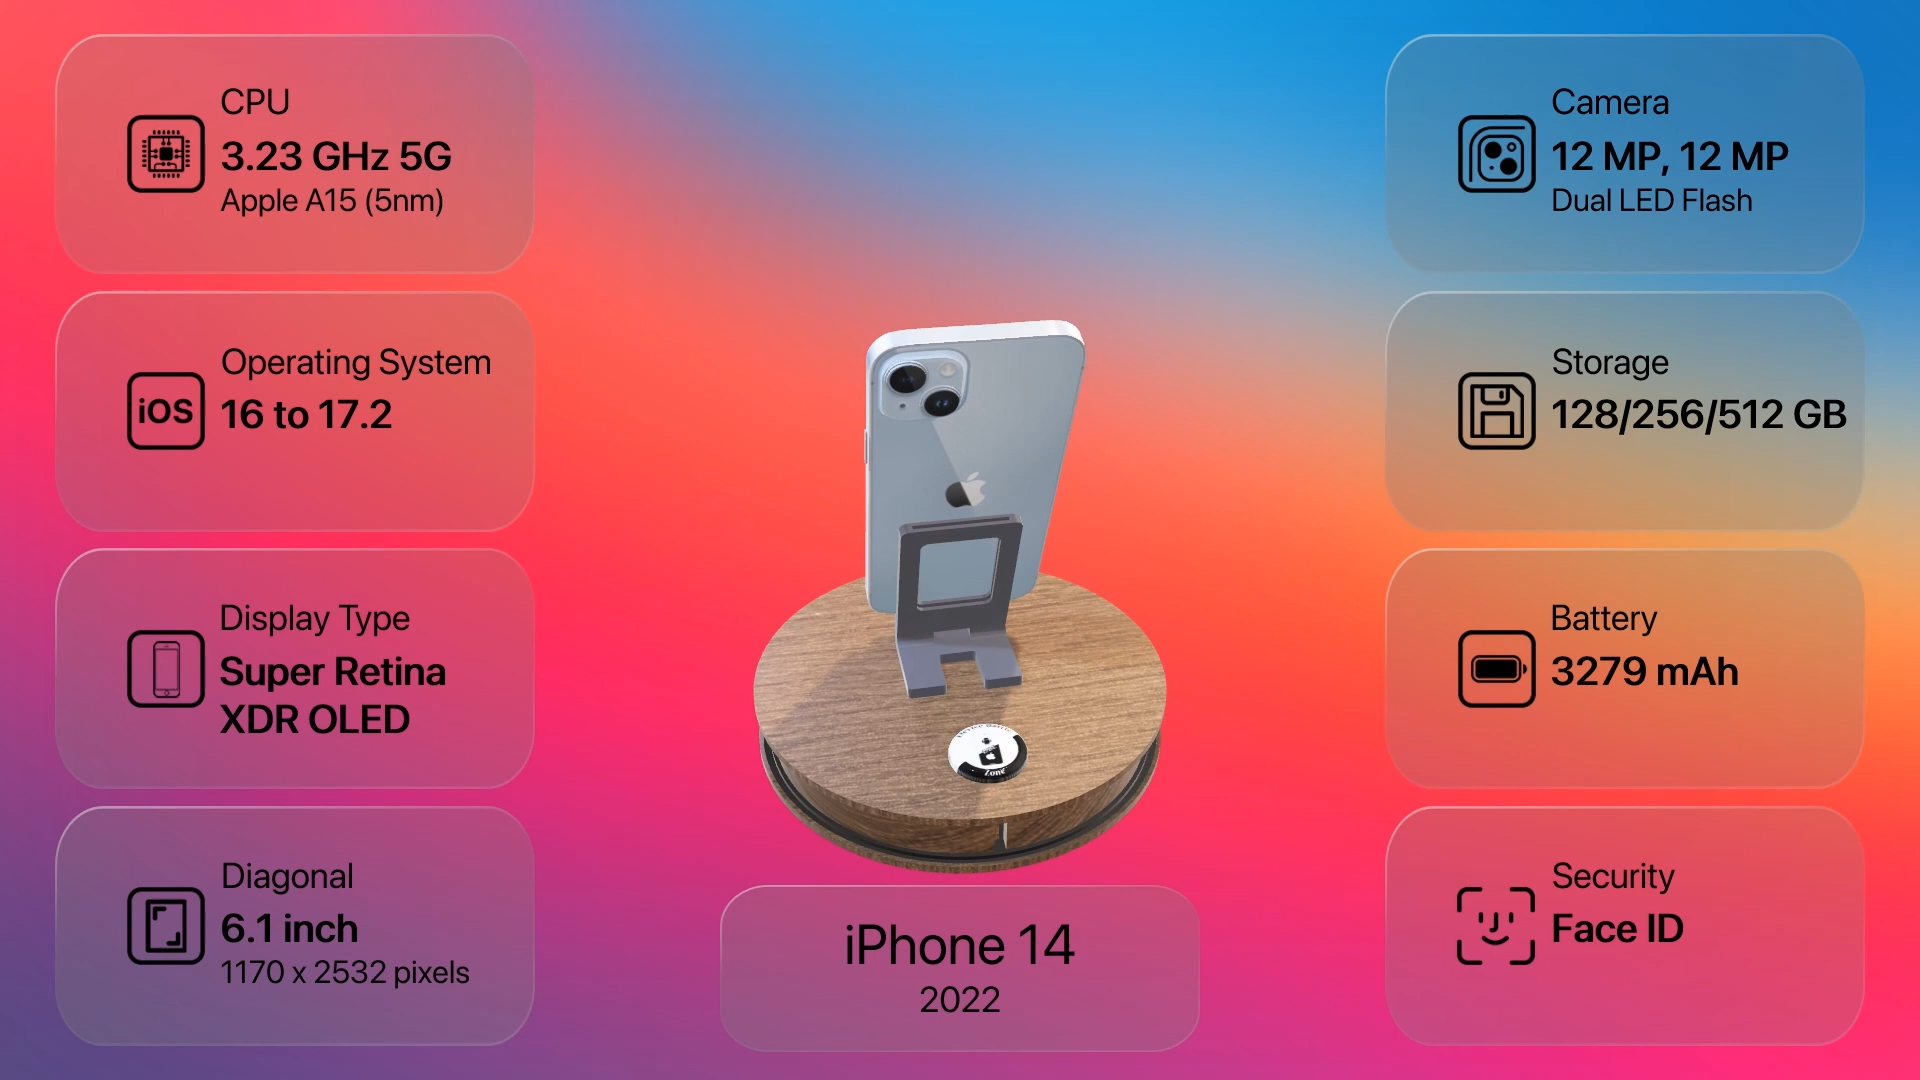 CPU
3.23 GHz 5G
Apple A15 (5nm)
iOS
Operating System
16 to 17.2
Display Type
Super Retina
XDR OLED
Diagonal
6.1 inch
1170 x 2532 pixels
iPhone 14
2022
Camera
12 MP, 12 MP
Dual LED Flash
Storage
128/256/512 GB
Battery
3279 mAh
Security
Face ID
Zone